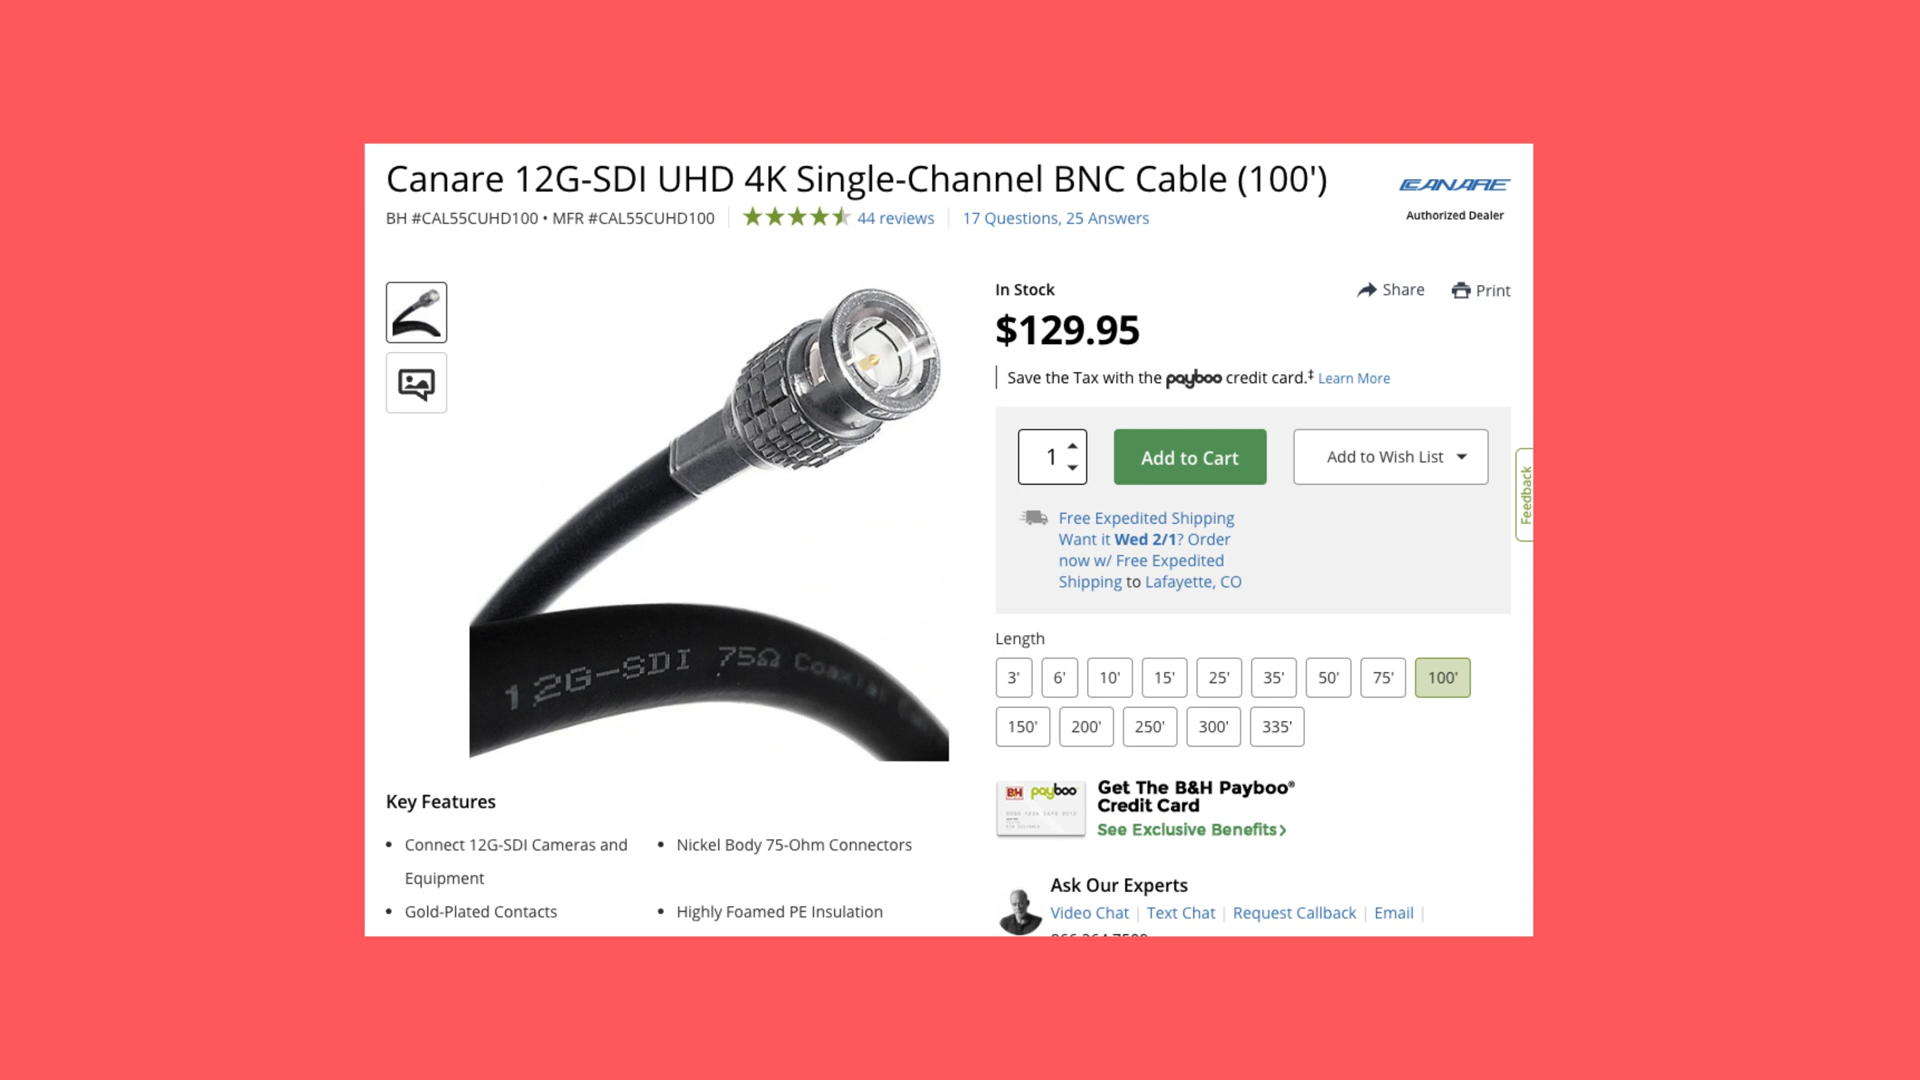 Canare 12G-SDI UHD 4K Single-Channel BNC Cable (100')
CANARE
Authorized Dealer
BH #CAL55CUHD100 • MFR #CAL55CUHD100
44 reviews
17 Questions, 25 Answers
12G-SDI 75Ω Coaxial
In Stock
Share
Print
$129.95
Save the Tax with the payboo credit card.‡ Learn More
1
Add to Cart
Add to Wish List
Free Expedited Shipping
Want it Wed 2/1? Order
now w/ Free Expedited
Shipping to Lafayette, CO
Feedback
Length
3' 6' 10' 15' 25' 35' 50' 75' 100'
150' 200' 250' 300' 335'
B&H payboo
Get The B&H Payboo®
Credit Card
See Exclusive Benefits>
Key Features
• Connect 12G-SDI Cameras and
Equipment
• Gold-Plated Contacts
• Nickel Body 75-Ohm Connectors
• Highly Foamed PE Insulation
Ask Our Experts
Video Chat | Text Chat | Request Callback | Email |